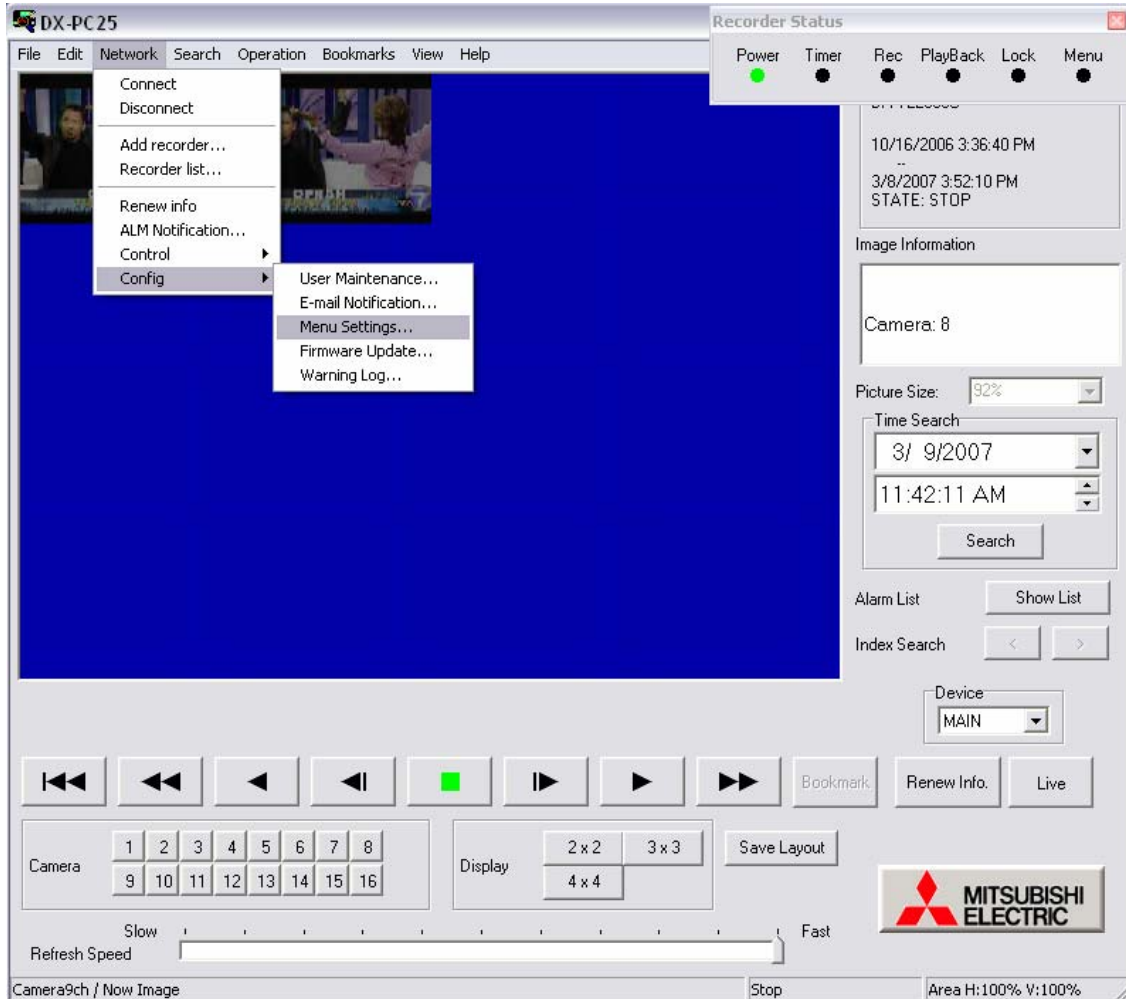 DX-PC25
Recorder Status
File Edit Network Search Operation Bookmarks View Help
Power Timer Rec PlayBack Lock Menu
Connect
Disconnect
Add recorder...
Recorder list...
Renew info
ALM Notification...
Control
Config
User Maintenance...
E-mail Notification...
Menu Settings...
Firmware Update...
Warning Log...
OPRAH
7
10/16/2006 3:36:40 PM
--
3/8/2007 3:52:10 PM
STATE: STOP
Image Information
Camera: 8
Picture Size: 92%
Time Search
3/ 9/2007
11:42:11 AM
Search
Alarm List Show List
Index Search < >
Device
MAIN
Bookmark Renew Info. Live
Camera
1 2 3 4 5 6 7 8
9 10 11 12 13 14 15 16
Display
2 x 2 3 x 3
4 x 4
Save Layout
MITSUBISHI
ELECTRIC
Slow Fast
Refresh Speed
Camera9ch / Now Image Stop Area H:100% V:100%